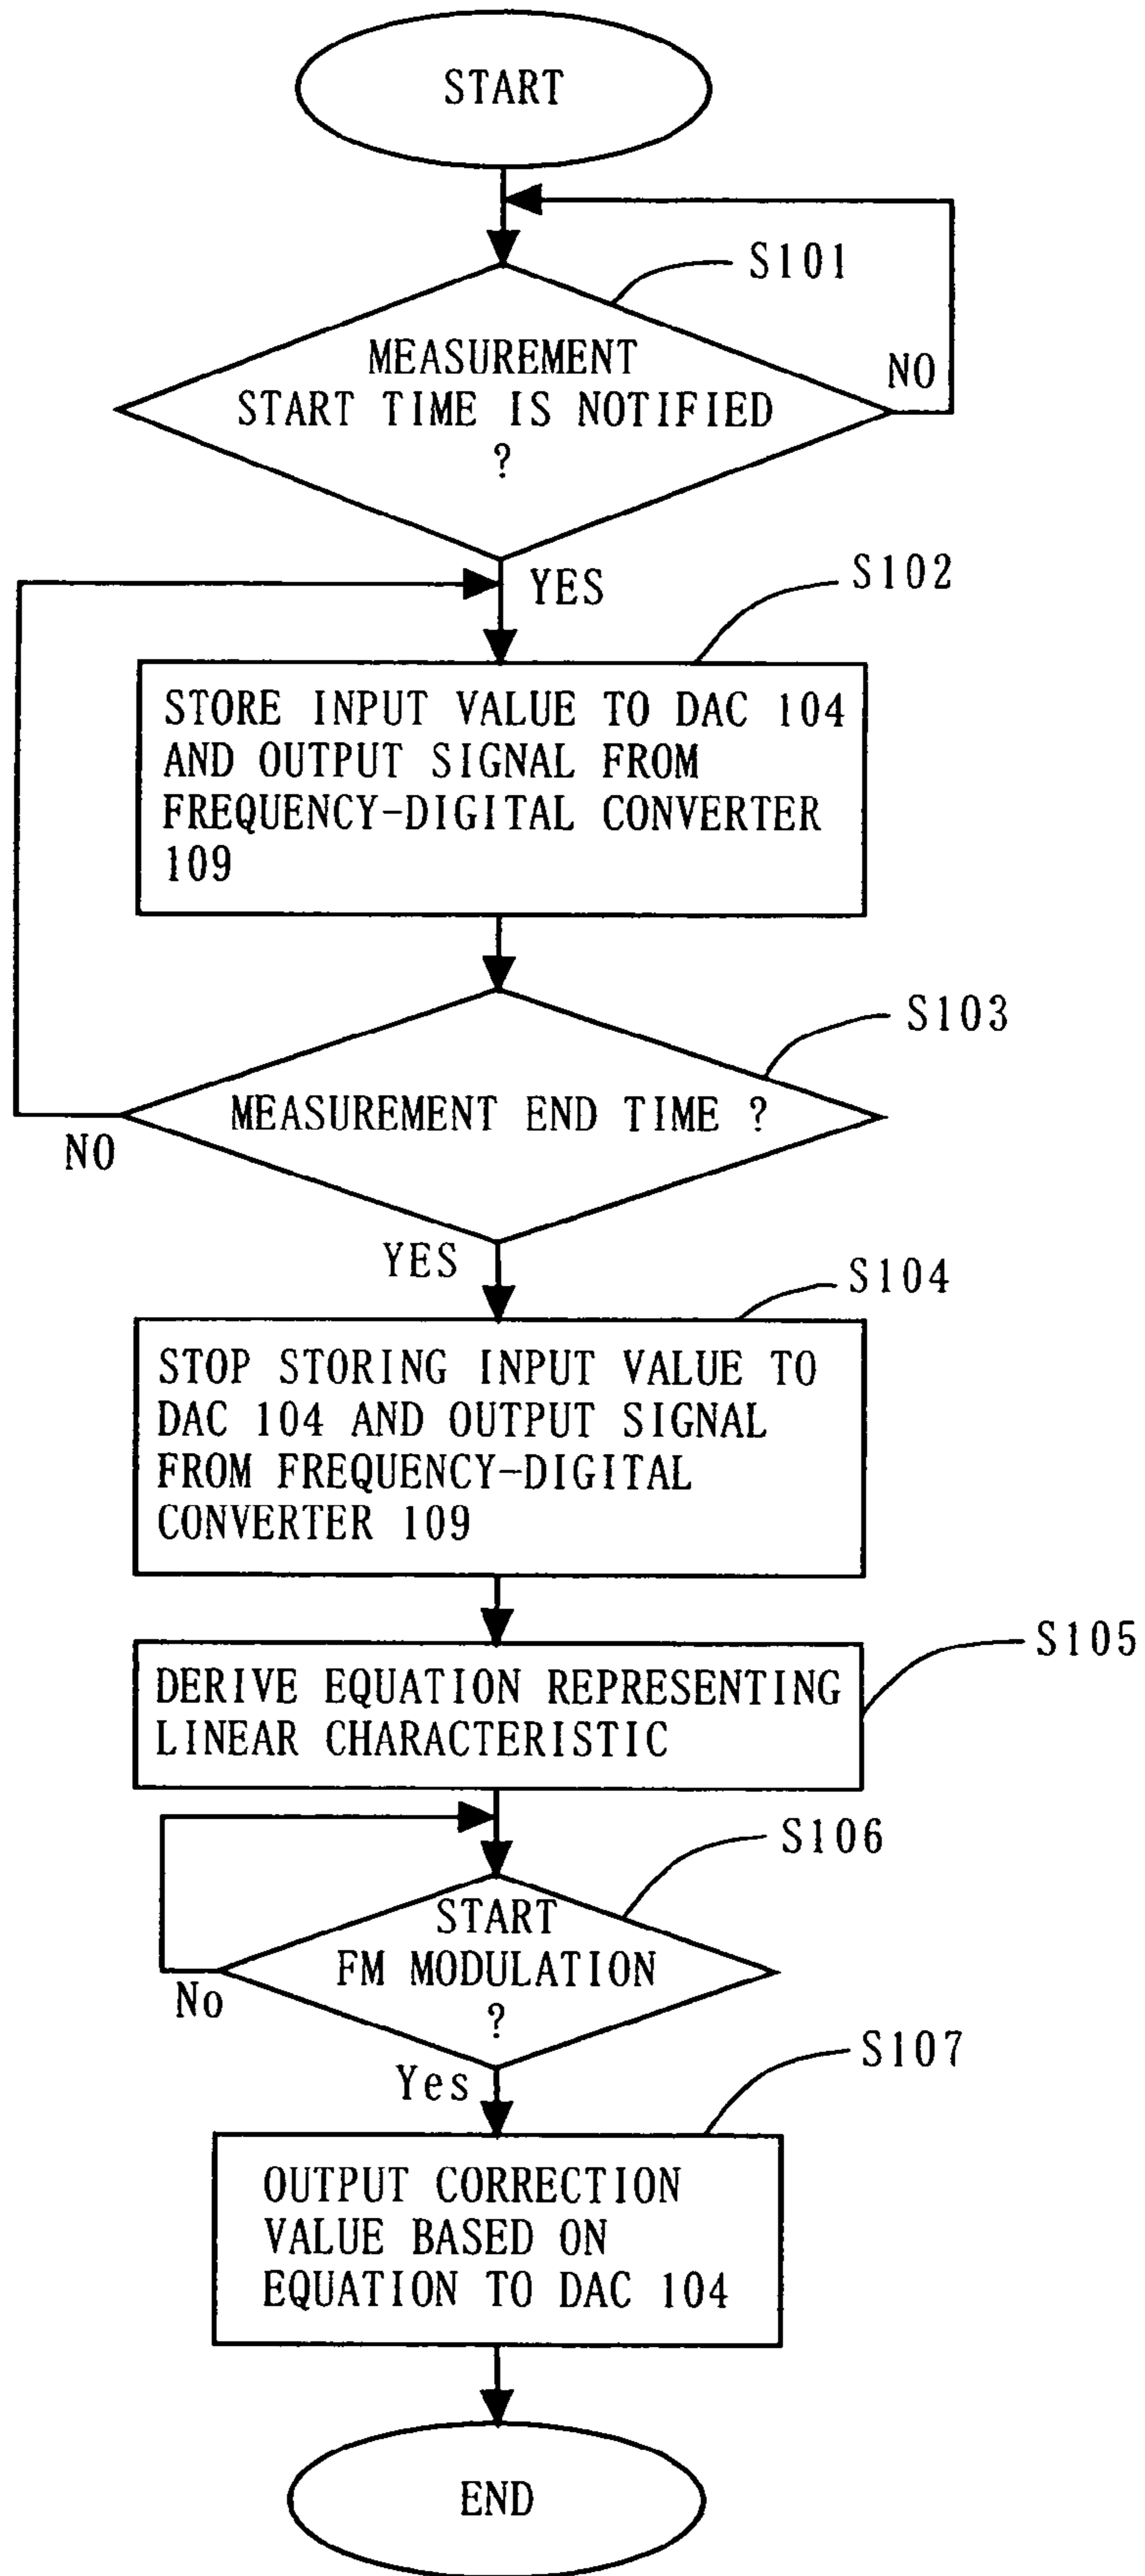 START
S101
MEASUREMENT
START TIME IS NOTIFIED
?
NO
YES
S102
STORE INPUT VALUE TO DAC 104
AND OUTPUT SIGNAL FROM
FREQUENCY-DIGITAL CONVERTER
109
S103
MEASUREMENT END TIME ?
NO
YES
S104
STOP STORING INPUT VALUE TO
DAC 104 AND OUTPUT SIGNAL
FROM FREQUENCY-DIGITAL
CONVERTER 109
S105
DERIVE EQUATION REPRESENTING
LINEAR CHARACTERISTIC
S106
START
FM MODULATION
?
No
Yes
S107
OUTPUT CORRECTION
VALUE BASED ON
EQUATION TO DAC 104
END